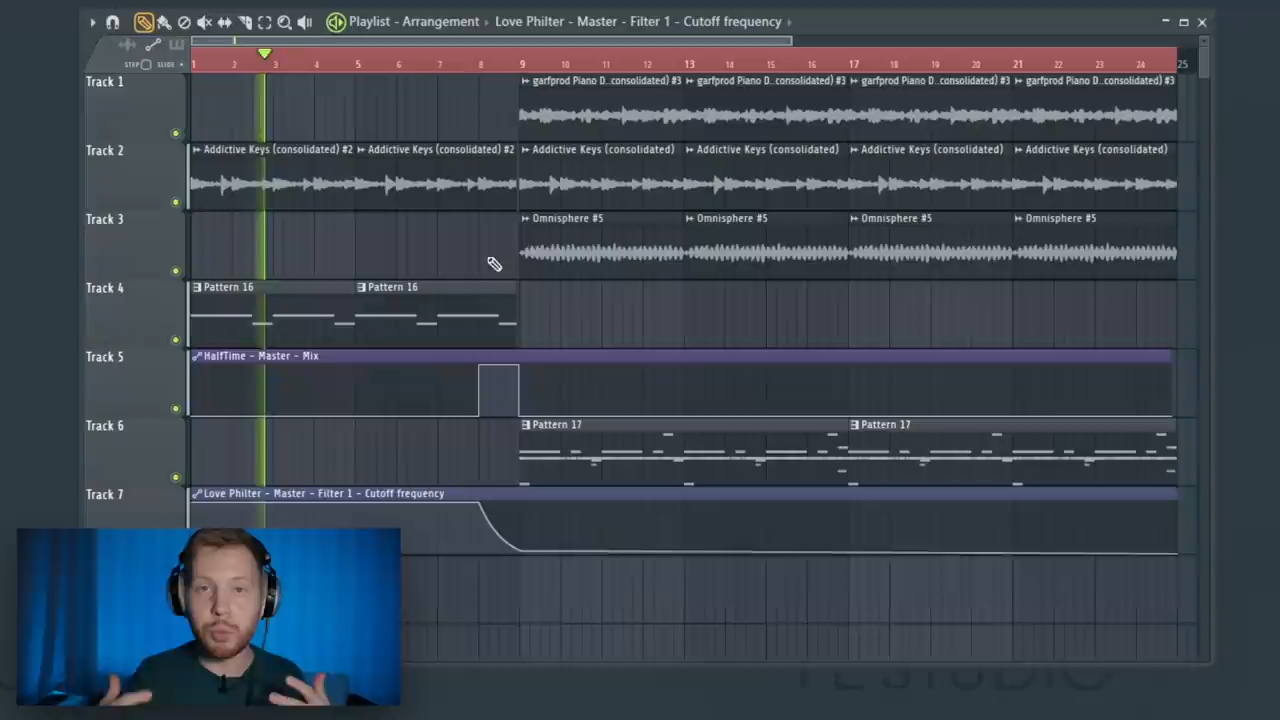 Playlist - Arrangement › Love Philter - Master - Filter 1 - Cutoff frequency ›
STEP SLIDE
1 2 3 4 5 6 7 8 9 10 11 12 13 14 15 16 17 18 19 20 21 22 23 24 25
Track 1
garfprod Piano D..consolidated) #3 garfprod Piano D..consolidated) #3 garfprod Piano D..consolidated) #3 garfprod Piano D..consolidated) #3
Track 2
Addictive Keys (consolidated) #2 Addictive Keys (consolidated) #2 Addictive Keys (consolidated) Addictive Keys (consolidated) Addictive Keys (consolidated) Addictive Keys (consolidated)
Track 3
Omnisphere #5 Omnisphere #5 Omnisphere #5 Omnisphere #5
Track 4
Pattern 16 Pattern 16
Track 5
HalfTime - Master - Mix
Track 6
Pattern 17 Pattern 17
Track 7
Love Philter - Master - Filter 1 - Cutoff frequency
FL STUDIO